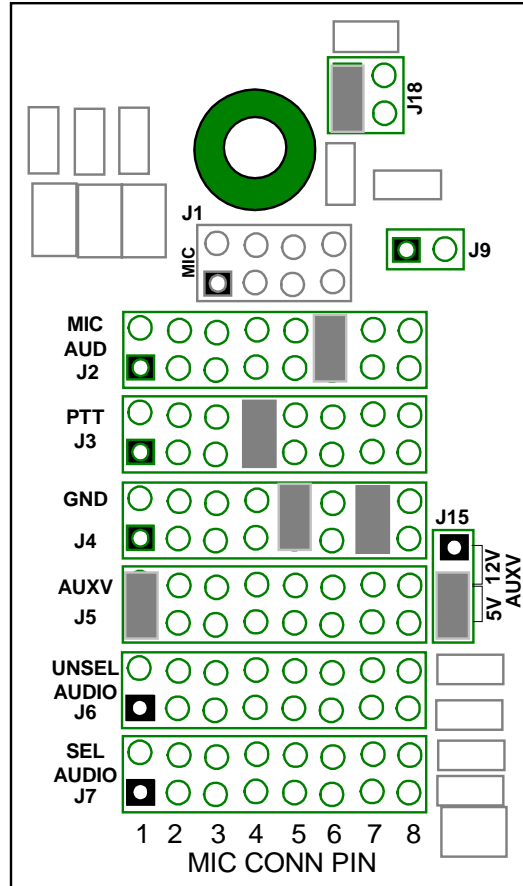 J18
J1
MIC
J9
MIC
AUD
J2
PTT
J3
GND
J4
J15
12V
5V
AUXV
AUXV
J5
UNSEL
AUDIO
J6
SEL
AUDIO
J7
1 2 3 4 5 6 7 8
MIC CONN PIN